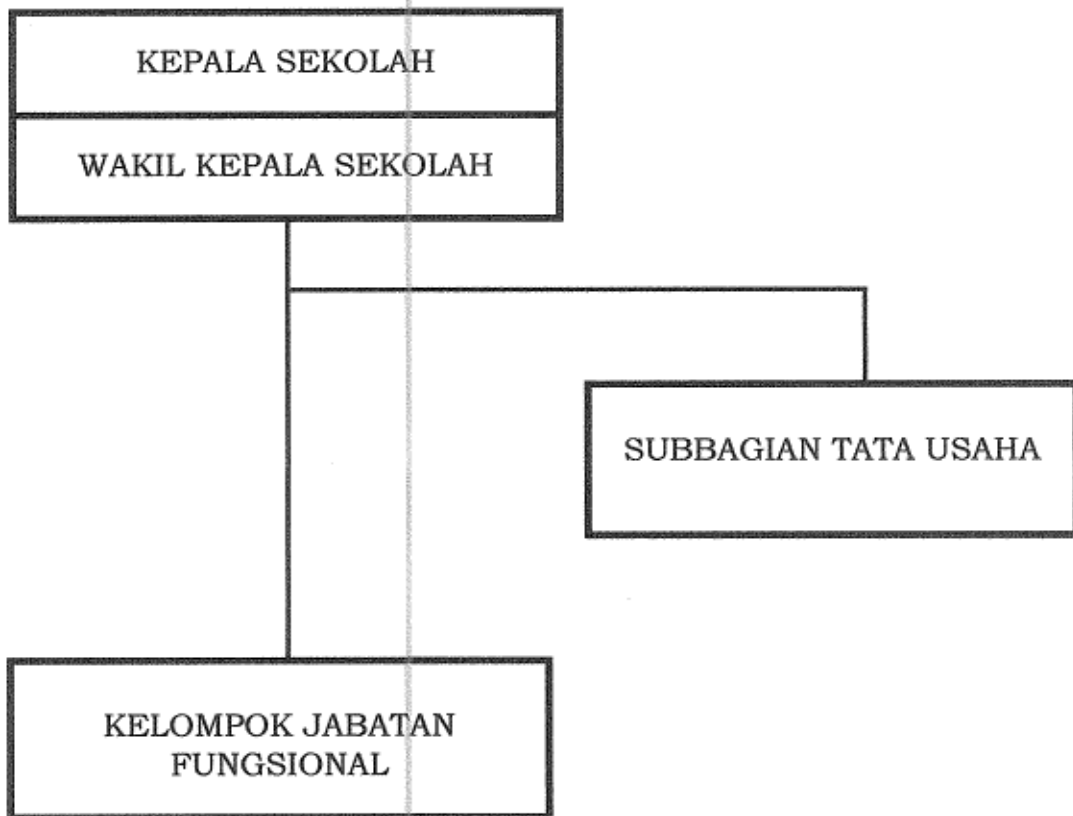 KEPALA SEKOLAH
WAKIL KEPALA SEKOLAH
SUBBAGIAN TATA USAHA
KELOMPOK JABATAN
FUNGSIONAL